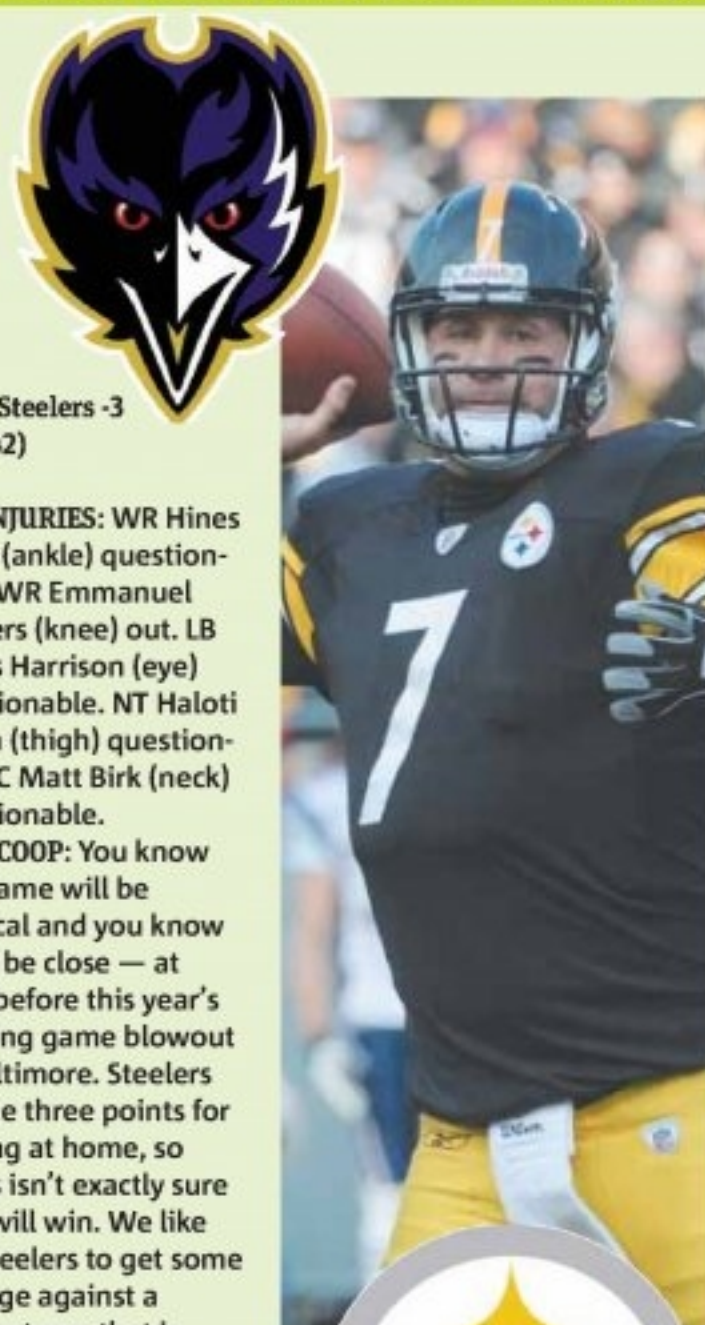 Steelers -3
42)
NJURIES: WR Hines
(ankle) question-
WR Emmanuel
ers (knee) out. LB
s Harrison (eye)
ionable. NT Haloti
(thigh) question-
C Matt Birk (neck)
ionable.
COOP: You know
ame will be
cal and you know
be close — at
before this year's
ng game blowout
ltimore. Steelers
e three points for
ng at home, so
s isn't exactly sure
will win. We like
eelers to get some
ge against a
7